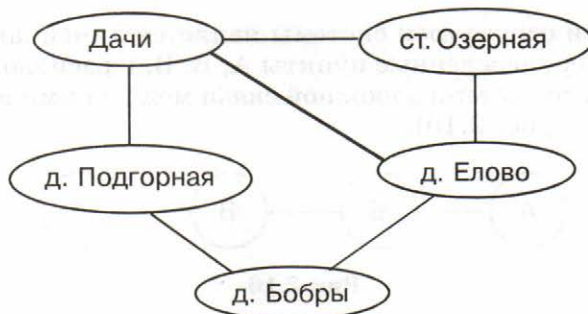 Дачи
ст. Озерная
д. Подгорная
д. Елово
д. Бобры